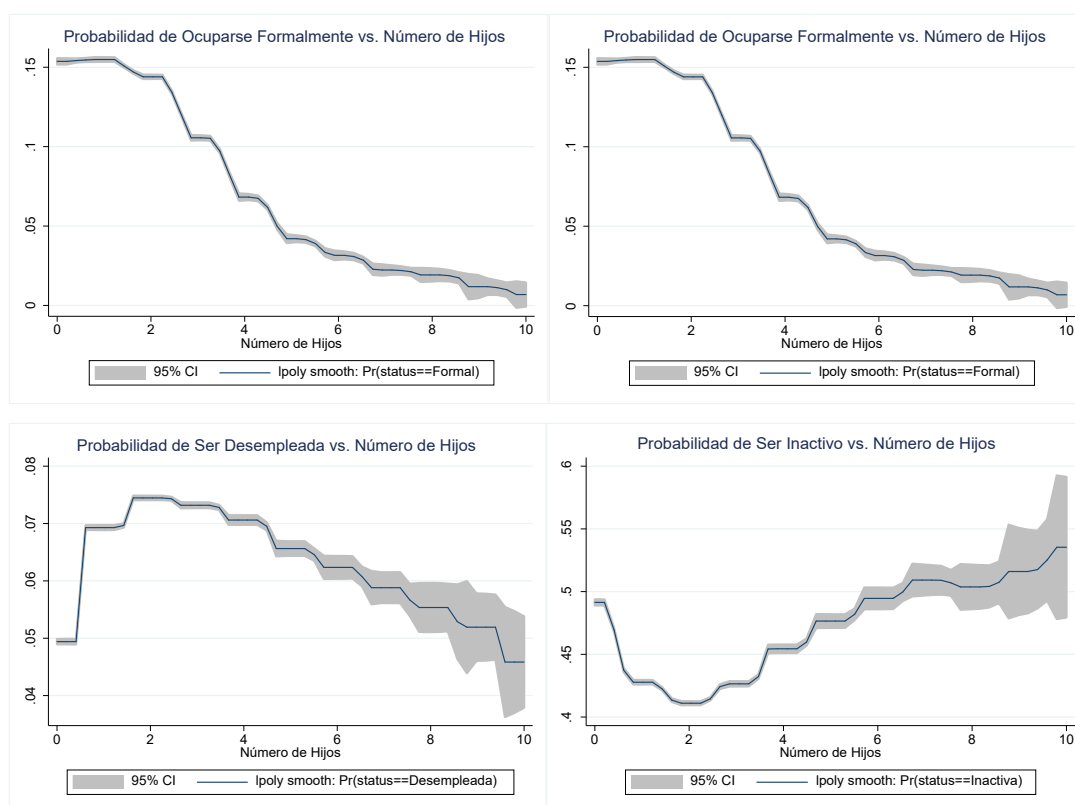 Probabilidad de Ocuparse Formalmente vs. Número de Hijos
.15
.1
.05
0
0 2 4 6 8 10
Número de Hijos
95% CI lpoly smooth: Pr(status==Formal)
Probabilidad de Ocuparse Formalmente vs. Número de Hijos
.15
.1
.05
0
0 2 4 6 8 10
Número de Hijos
95% CI lpoly smooth: Pr(status==Formal)
Probabilidad de Ser Desempleada vs. Número de Hijos
.08
.07
.06
.05
.04
0 2 4 6 8 10
Número de Hijos
95% CI lpoly smooth: Pr(status==Desempleada)
Probabilidad de Ser Inactivo vs. Número de Hijos
.6
.55
.5
.45
.4
0 2 4 6 8 10
Número de Hijos
95% CI lpoly smooth: Pr(status==Inactiva)